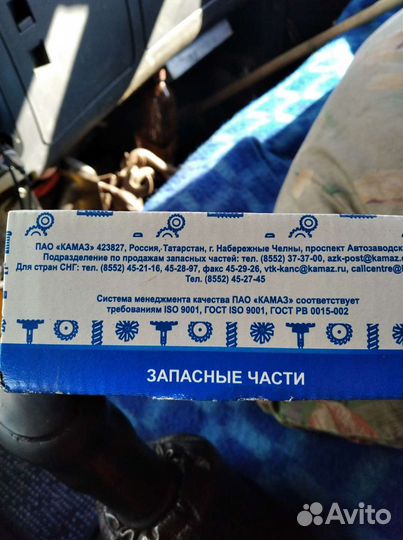 ПАО «КАМАЗ» 423827, Россия, Татарстан, г. Набережные Челны, проспект Автозаводск
Подразделение по продажам запасных частей: тел. (8552) 37-37-00, azk-post@kamaz.
Для стран СНГ: тел. (8552) 45-21-16, 45-28-97, факс 45-29-26, vtk-kanc@kamaz.ru, callcentre@
тел. (8552) 45-27-45
Система менеджмента качества ПАО «КАМАЗ» соответствует
требованиям ISO 9001, ГОСТ ISO 9001, ГОСТ РВ 0015-002
ЗАПАСНЫЕ ЧАСТИ
Avito